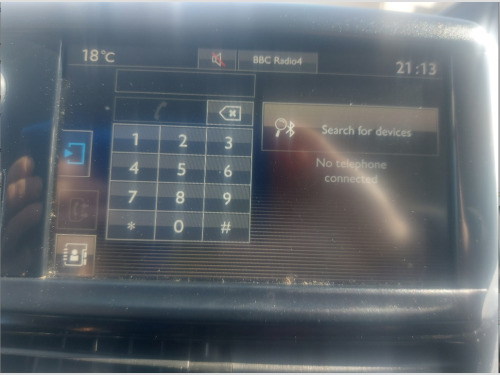 18°C
BBC Radio4
21:13
Search for devices
No telephone
connected
1 2 3
4 5 6
7 8 9
* 0 #